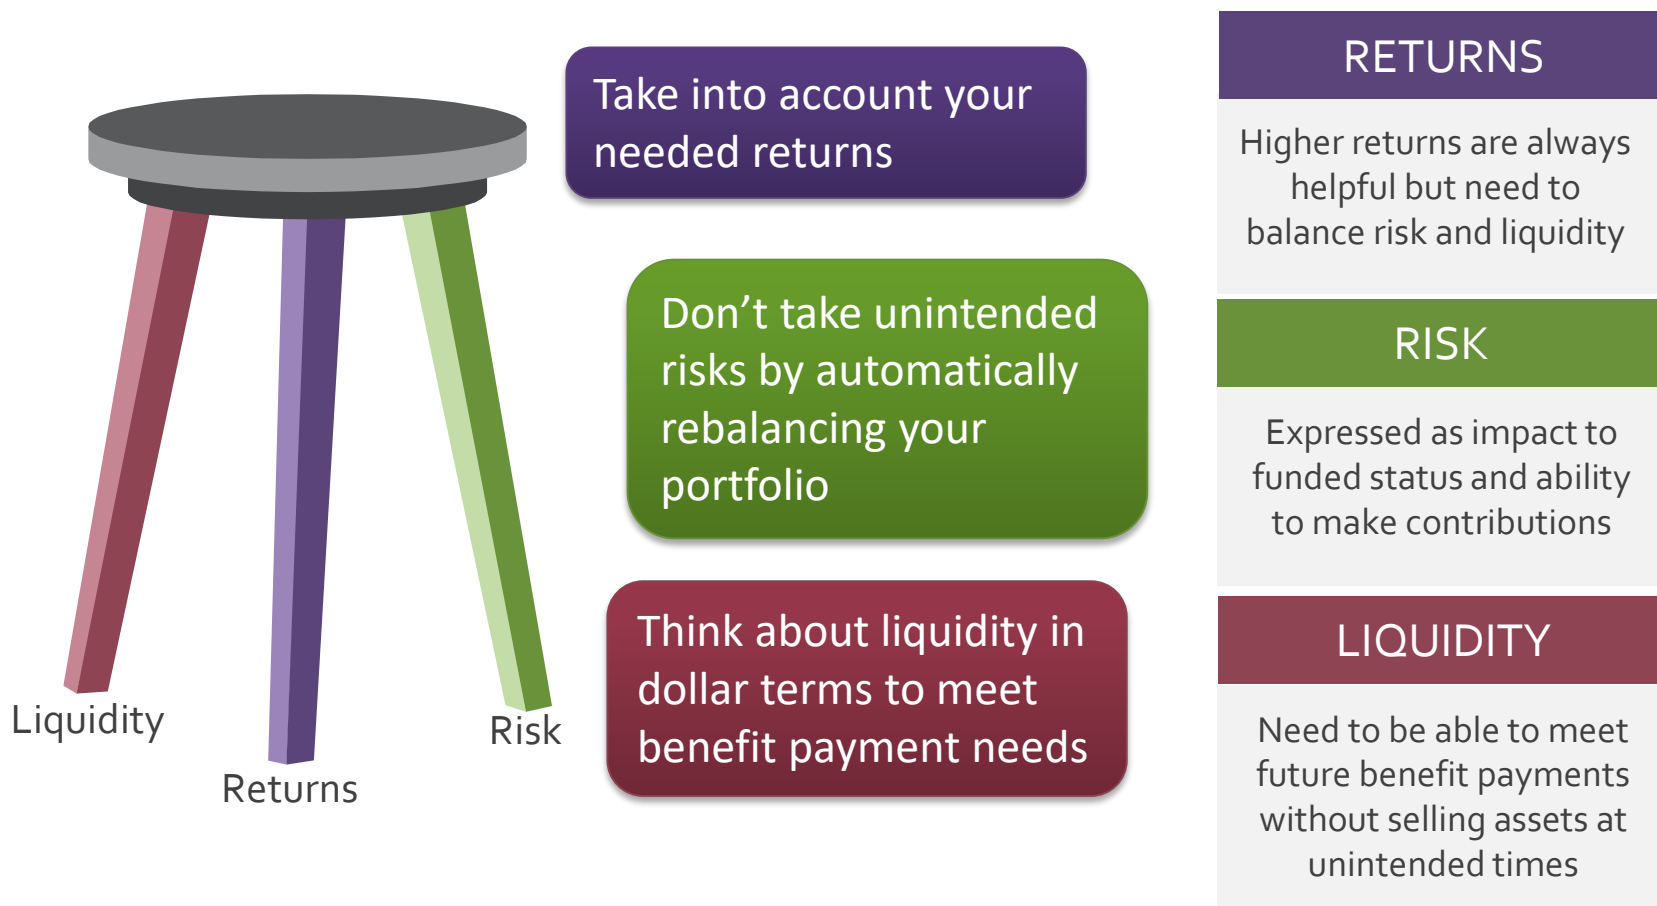 Liquidity
Returns
Risk
Take into account your
needed returns
Don’t take unintended
risks by automatically
rebalancing your
portfolio
Think about liquidity in
dollar terms to meet
benefit payment needs
RETURNS
Higher returns are always
helpful but need to
balance risk and liquidity
RISK
Expressed as impact to
funded status and ability
to make contributions
LIQUIDITY
Need to be able to meet
future benefit payments
without selling assets at
unintended times